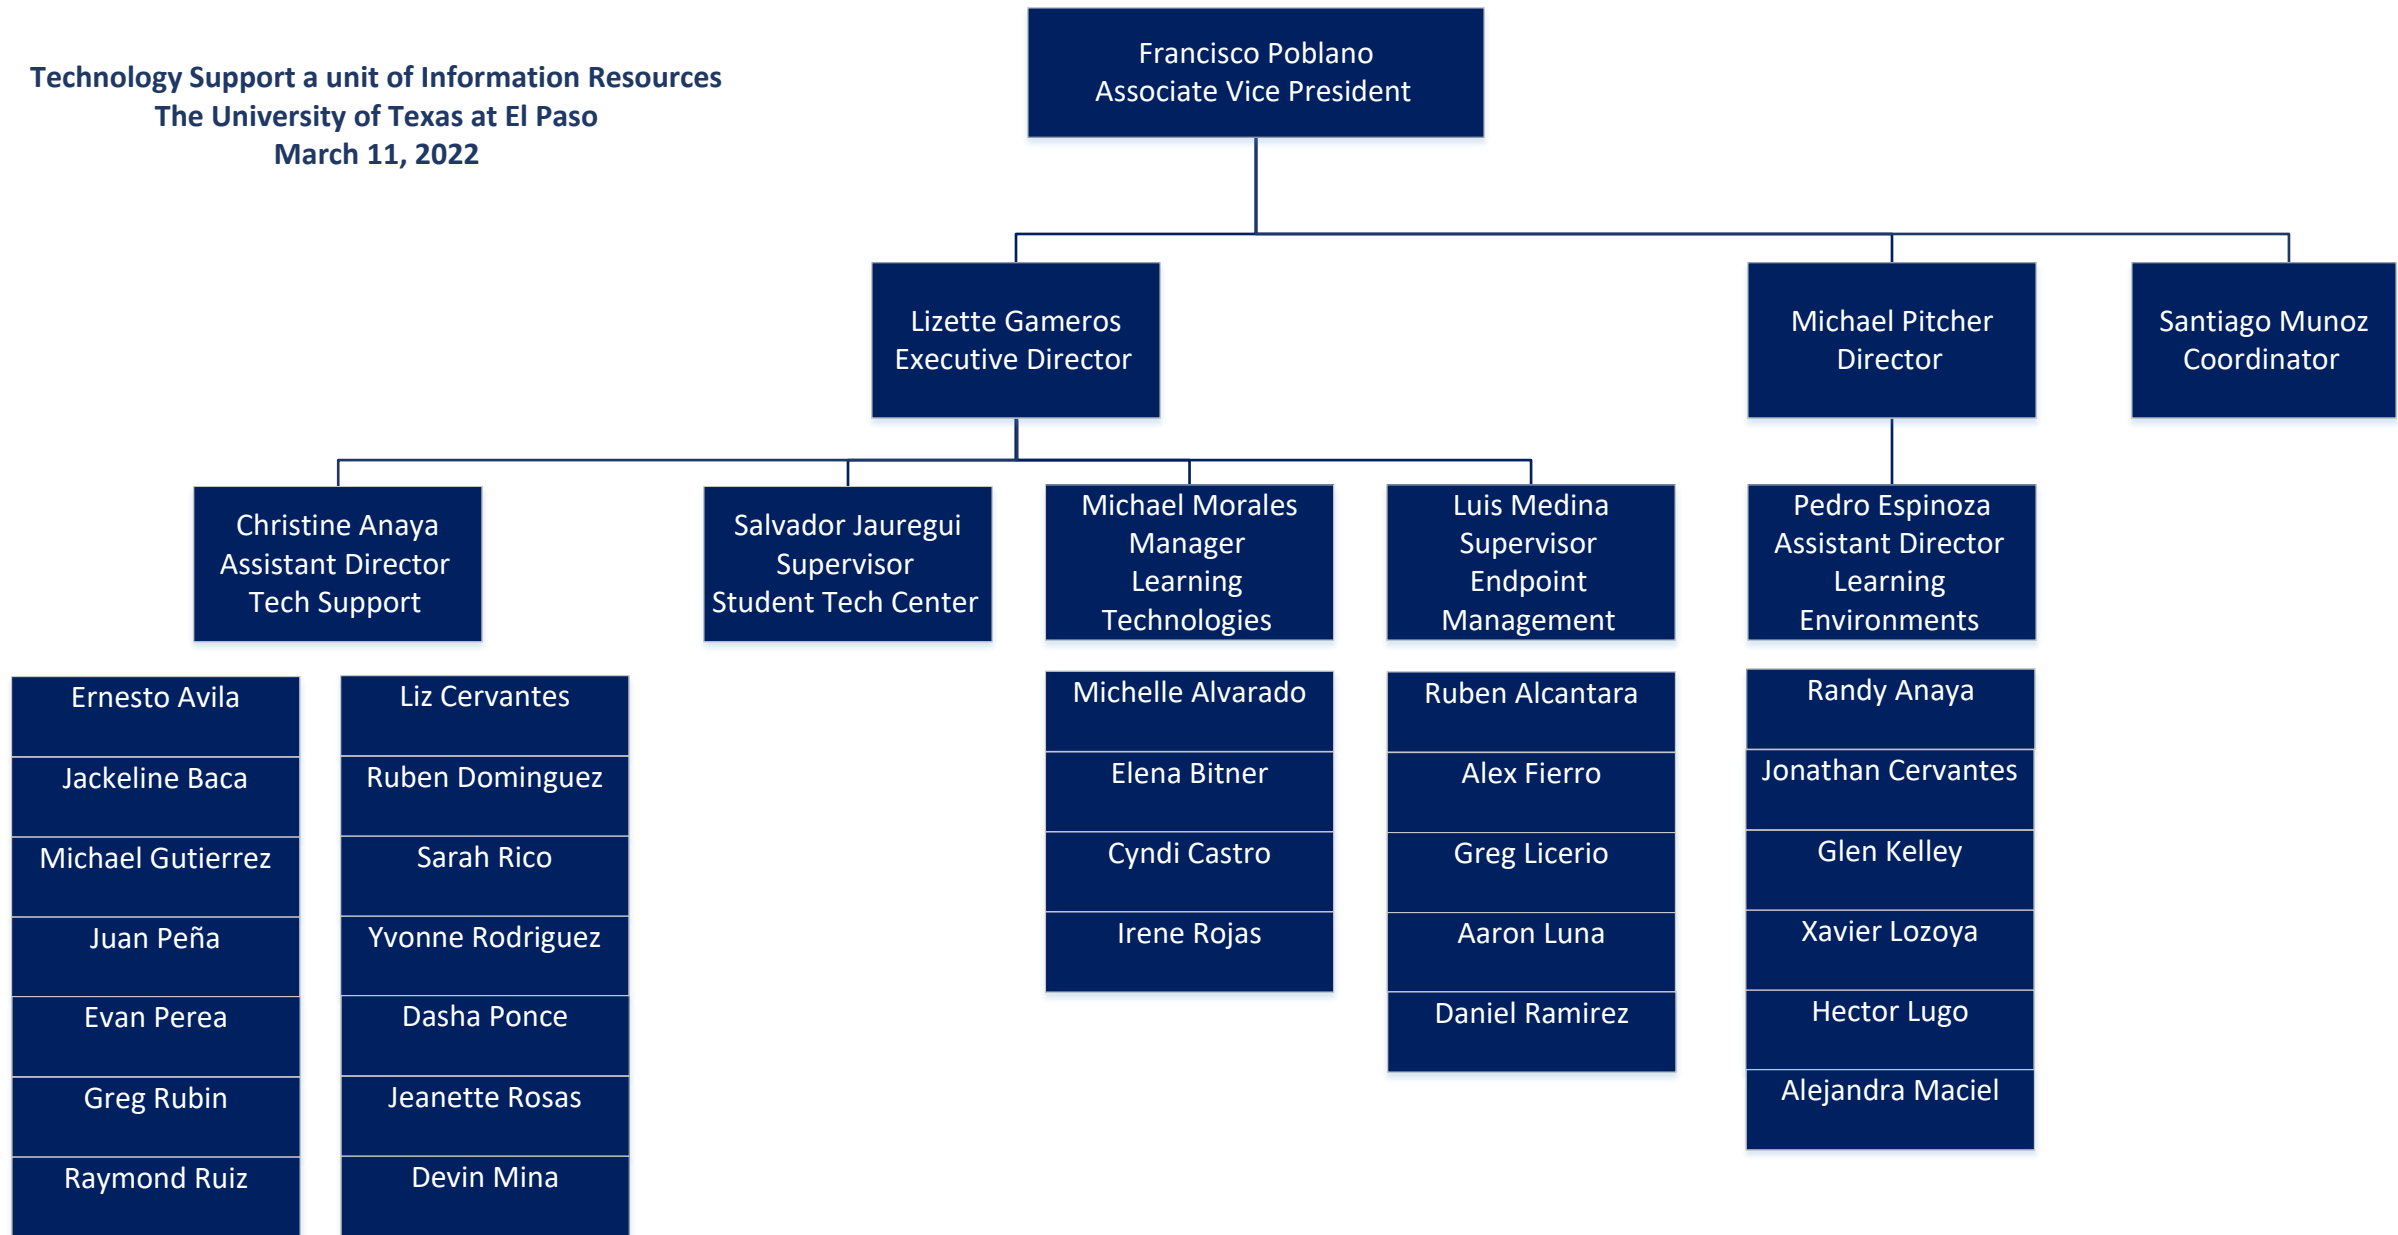 Technology Support a unit of Information Resources
The University of Texas at El Paso
March 11, 2022
Francisco Poblano
Associate Vice President
Lizette Gameros
Executive Director
Michael Pitcher
Director
Santiago Munoz
Coordinator
Christine Anaya
Assistant Director
Tech Support
Salvador Jauregui
Supervisor
Student Tech Center
Michael Morales
Manager
Learning
Technologies
Luis Medina
Supervisor
Endpoint
Management
Pedro Espinoza
Assistant Director
Learning
Environments
Ernesto Avila
Jackeline Baca
Michael Gutierrez
Juan Peña
Evan Perea
Greg Rubin
Raymond Ruiz
Liz Cervantes
Ruben Dominguez
Sarah Rico
Yvonne Rodriguez
Dasha Ponce
Jeanette Rosas
Devin Mina
Michelle Alvarado
Elena Bitner
Cyndi Castro
Irene Rojas
Ruben Alcantara
Alex Fierro
Greg Licerio
Aaron Luna
Daniel Ramirez
Randy Anaya
Jonathan Cervantes
Glen Kelley
Xavier Lozoya
Hector Lugo
Alejandra Maciel